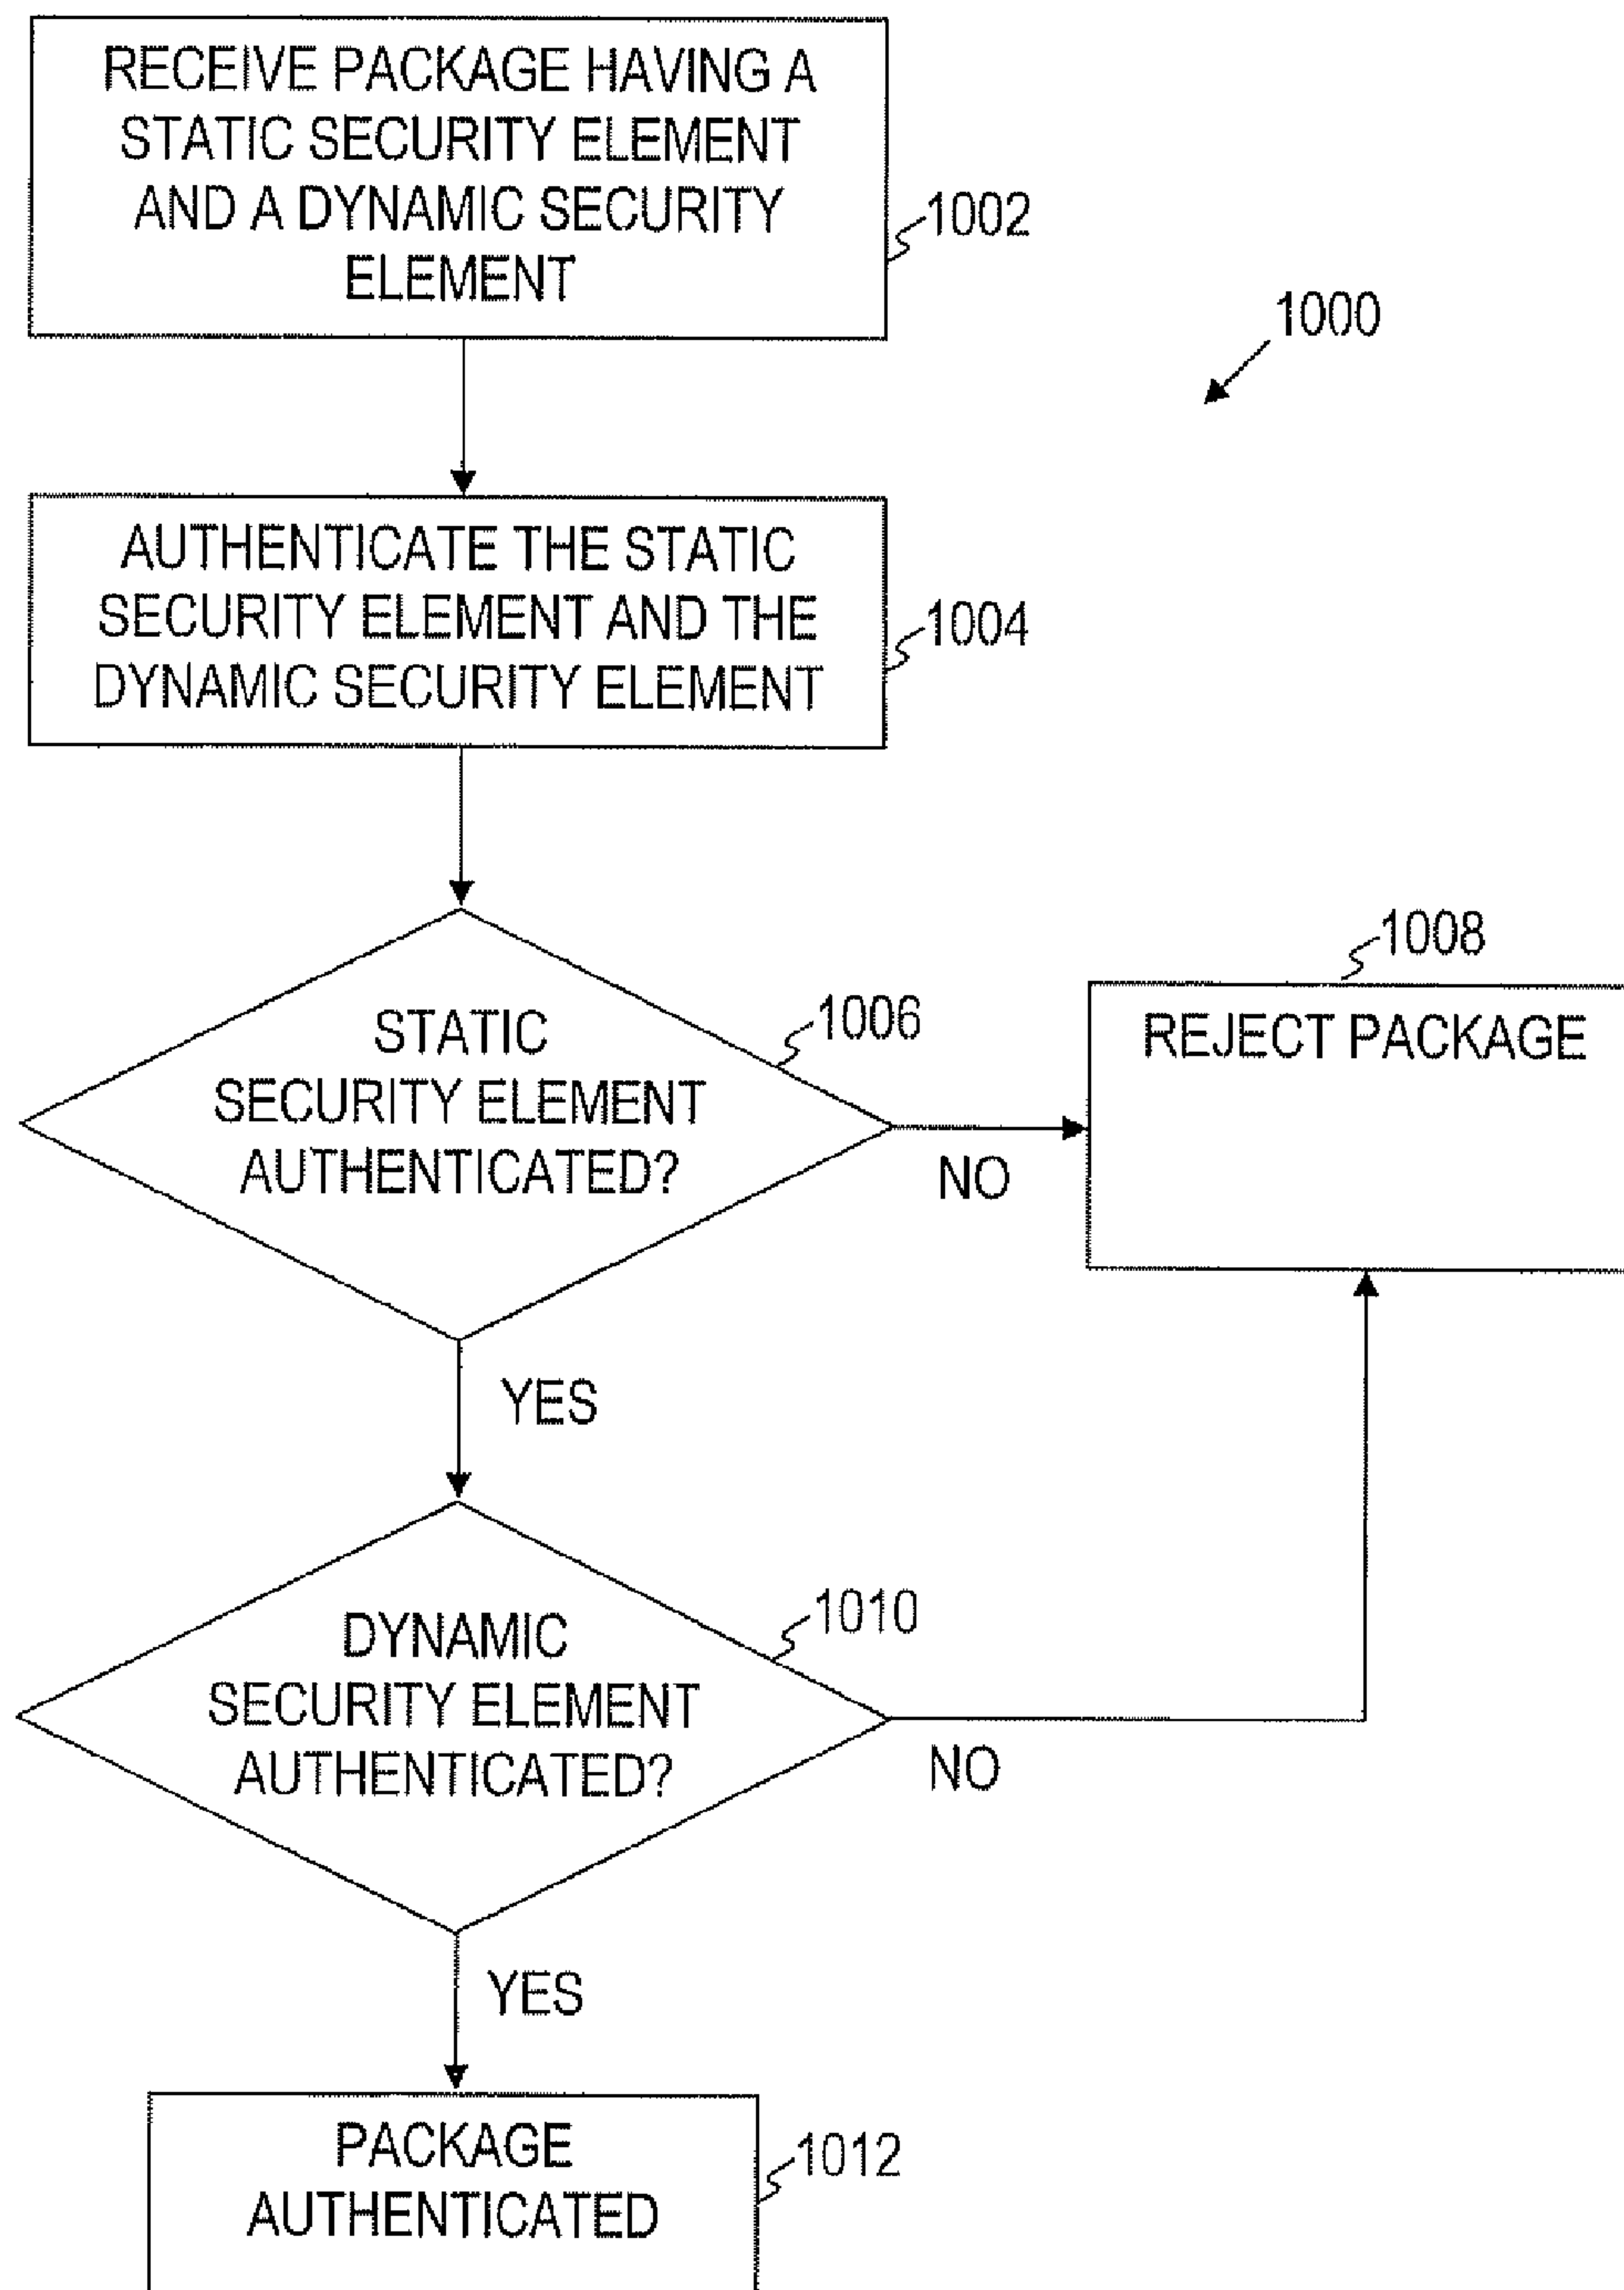 RECEIVE PACKAGE HAVING A
STATIC SECURITY ELEMENT
AND A DYNAMIC SECURITY
ELEMENT
1002
1000
AUTHENTICATE THE STATIC
SECURITY ELEMENT AND THE
DYNAMIC SECURITY ELEMENT
1004
STATIC
SECURITY ELEMENT
AUTHENTICATED?
1006
NO
1008
REJECT PACKAGE
YES
DYNAMIC
SECURITY ELEMENT
AUTHENTICATED?
1010
NO
YES
PACKAGE
AUTHENTICATED
1012